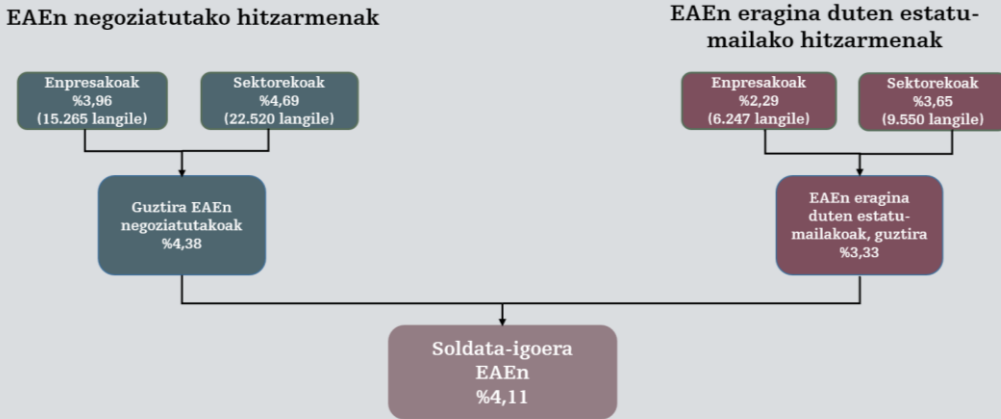 EAEn negoziatutako hitzarmenak
EAEn eragina duten estatu-
mailako hitzarmenak
Enpresakoak
%3,96
(15.265 langile)
Sektorekoak
%4,69
(22.520 langile)
Enpresakoak
%2,29
(6.247 langile)
Sektorekoak
%3,65
(9.550 langile)
Guztira EAEn
negoziatutakoak
%4,38
EAEn eragina
duten estatu-
mailakoak, guztira
%3,33
Soldata-igoera
EAEn
%4,11